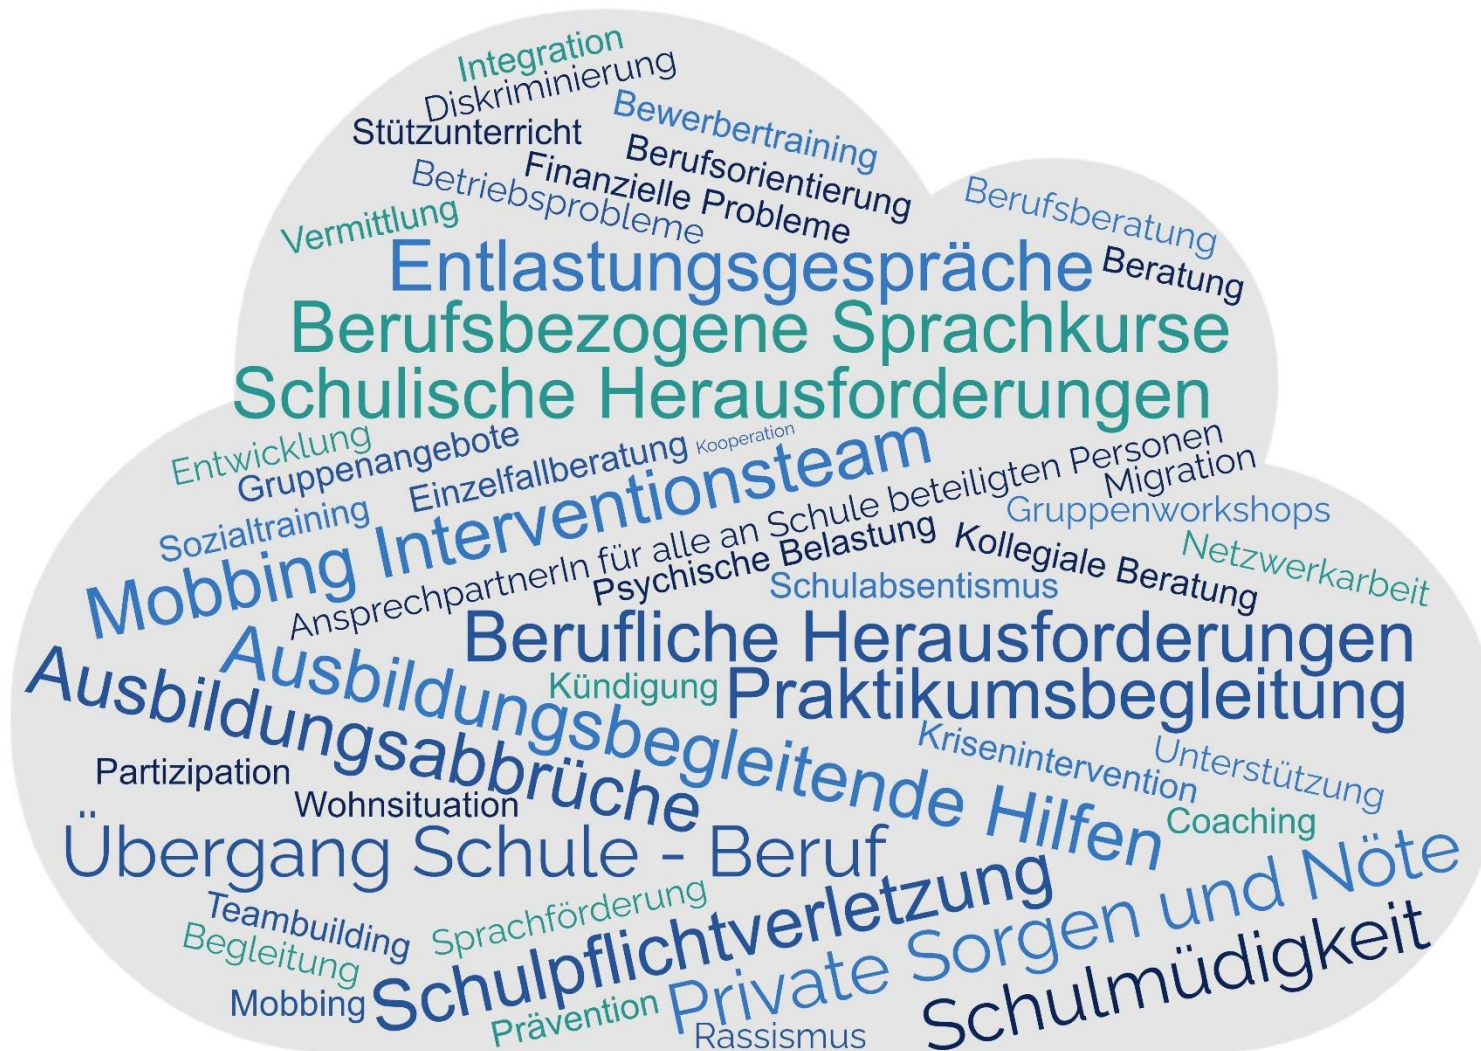 Integration
Diskriminierung
Stützunterricht
Bewerbertraining
Berufsorientierung
Finanzielle Probleme
Betriebsprobleme
Vermittlung
Berufsberatung
Beratung
Entlastungsgespräche
Berufsbezogene Sprachkurse
Schulische Herausforderungen
Entwicklung
Gruppenangebote
Einzelfallberatung
Kooperation
Sozialtraining
Mobbing Interventionsteam
AnsprechpartnerIn für alle an Schule beteiligten Personen
Migration
Gruppenworkshops
Psychische Belastung
Kollegiale Beratung
Netzwerkarbeit
Schulabsentismus
Berufliche Herausforderungen
Ausbildungsbegleitende Hilfen
Ausbildungsabbrüche
Kündigung
Praktikumsbegleitung
Krisenintervention
Unterstützung
Partizipation
Wohnsituation
Coaching
Übergang Schule - Beruf
Teambuilding
Sprachförderung
Begleitung
Schulpflichtverletzung
Private Sorgen und Nöte
Mobbing
Prävention
Rassismus
Schulmüdigkeit